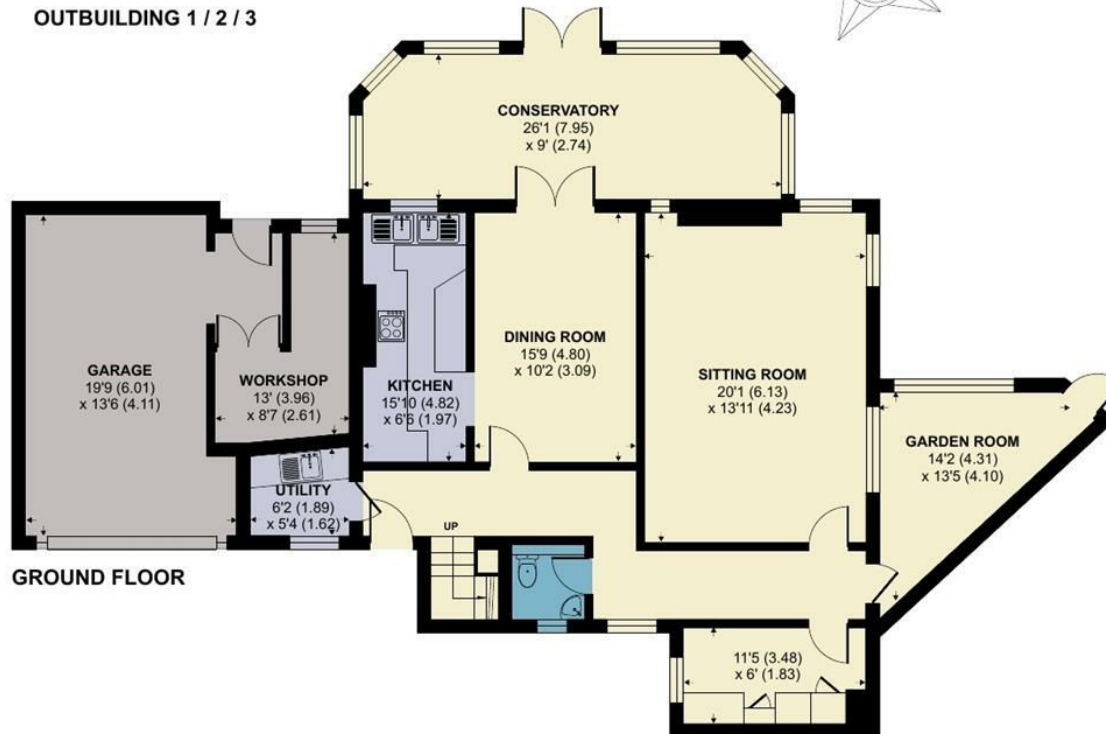 OUTBUILDING 1 / 2 / 3
CONSERVATORY
26'1 (7.95)
x 9' (2.74)
GARAGE
19'9 (6.01)
x 13'6 (4.11)
WORKSHOP
13' (3.96)
x 8'7 (2.61)
KITCHEN
15'10 (4.82)
x 6'6 (1.97)
DINING ROOM
15'9 (4.80)
x 10'2 (3.09)
SITTING ROOM
20'1 (6.13)
x 13'11 (4.23)
GARDEN ROOM
14'2 (4.31)
x 13'5 (4.10)
UTILITY
6'2 (1.89)
x 5'4 (1.62)
UP
GROUND FLOOR
11'5 (3.48)
x 6' (1.83)